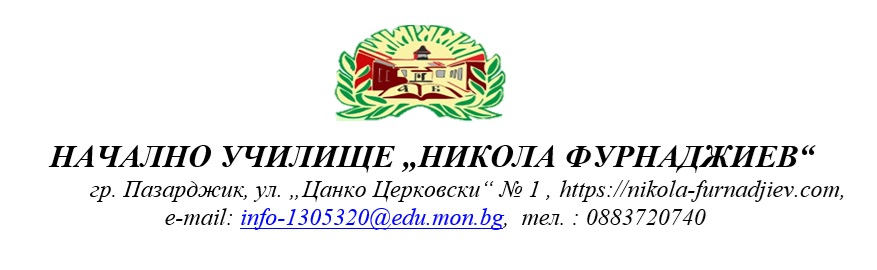 А Б
НАЧАЛНО УЧИЛИЩЕ „НИКОЛА ФУРНАДЖИЕВ“
гр. Пазарджик, ул. „Цанко Церковски“ № 1 , https://nikola-furnadjiev.com,
e-mail: info-1305320@edu.mon.bg, тел. : 0883720740